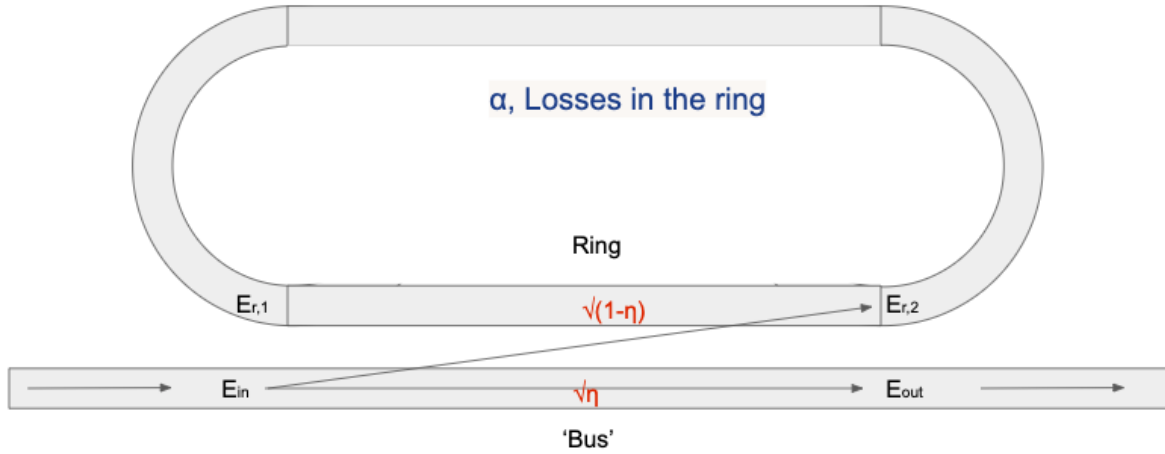 α, Losses in the ring
Ring
Er,1
√(1-η)
Er,2
Ein
√η
Eout
‘Bus’